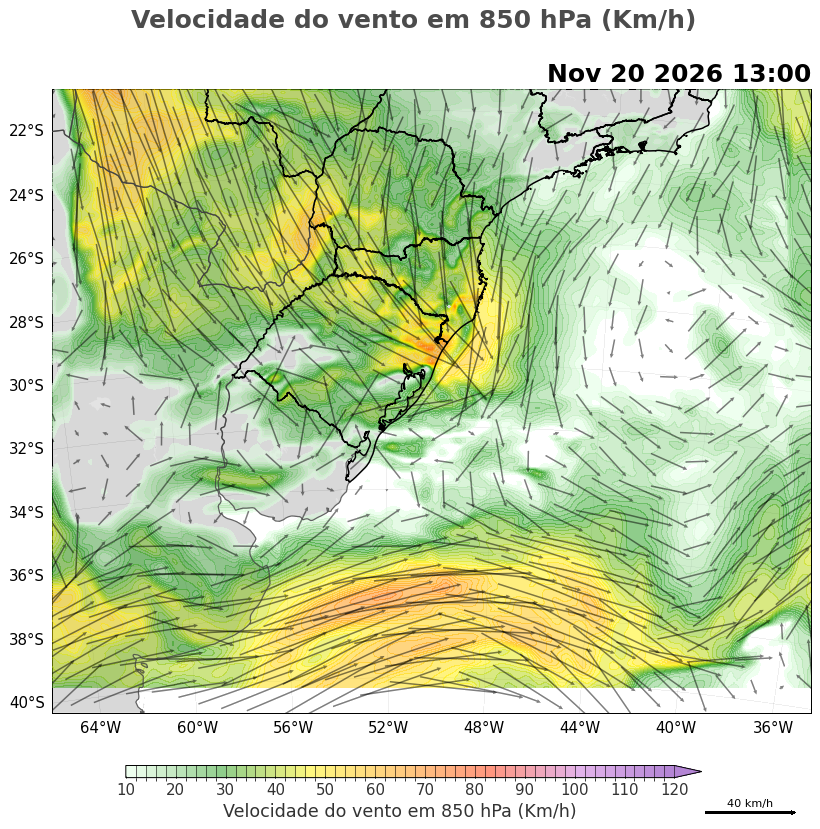 Velocidade do vento em 850 hPa (Km/h)
Nov 20 2026 13:00
22°S
24°S
26°S
28°S
30°S
32°S
34°S
36°S
38°S
40°S
64°W 60°W 56°W 52°W 48°W 44°W 40°W 36°W
10 20 30 40 50 60 70 80 90 100 110 120
Velocidade do vento em 850 hPa (Km/h)
40 km/h